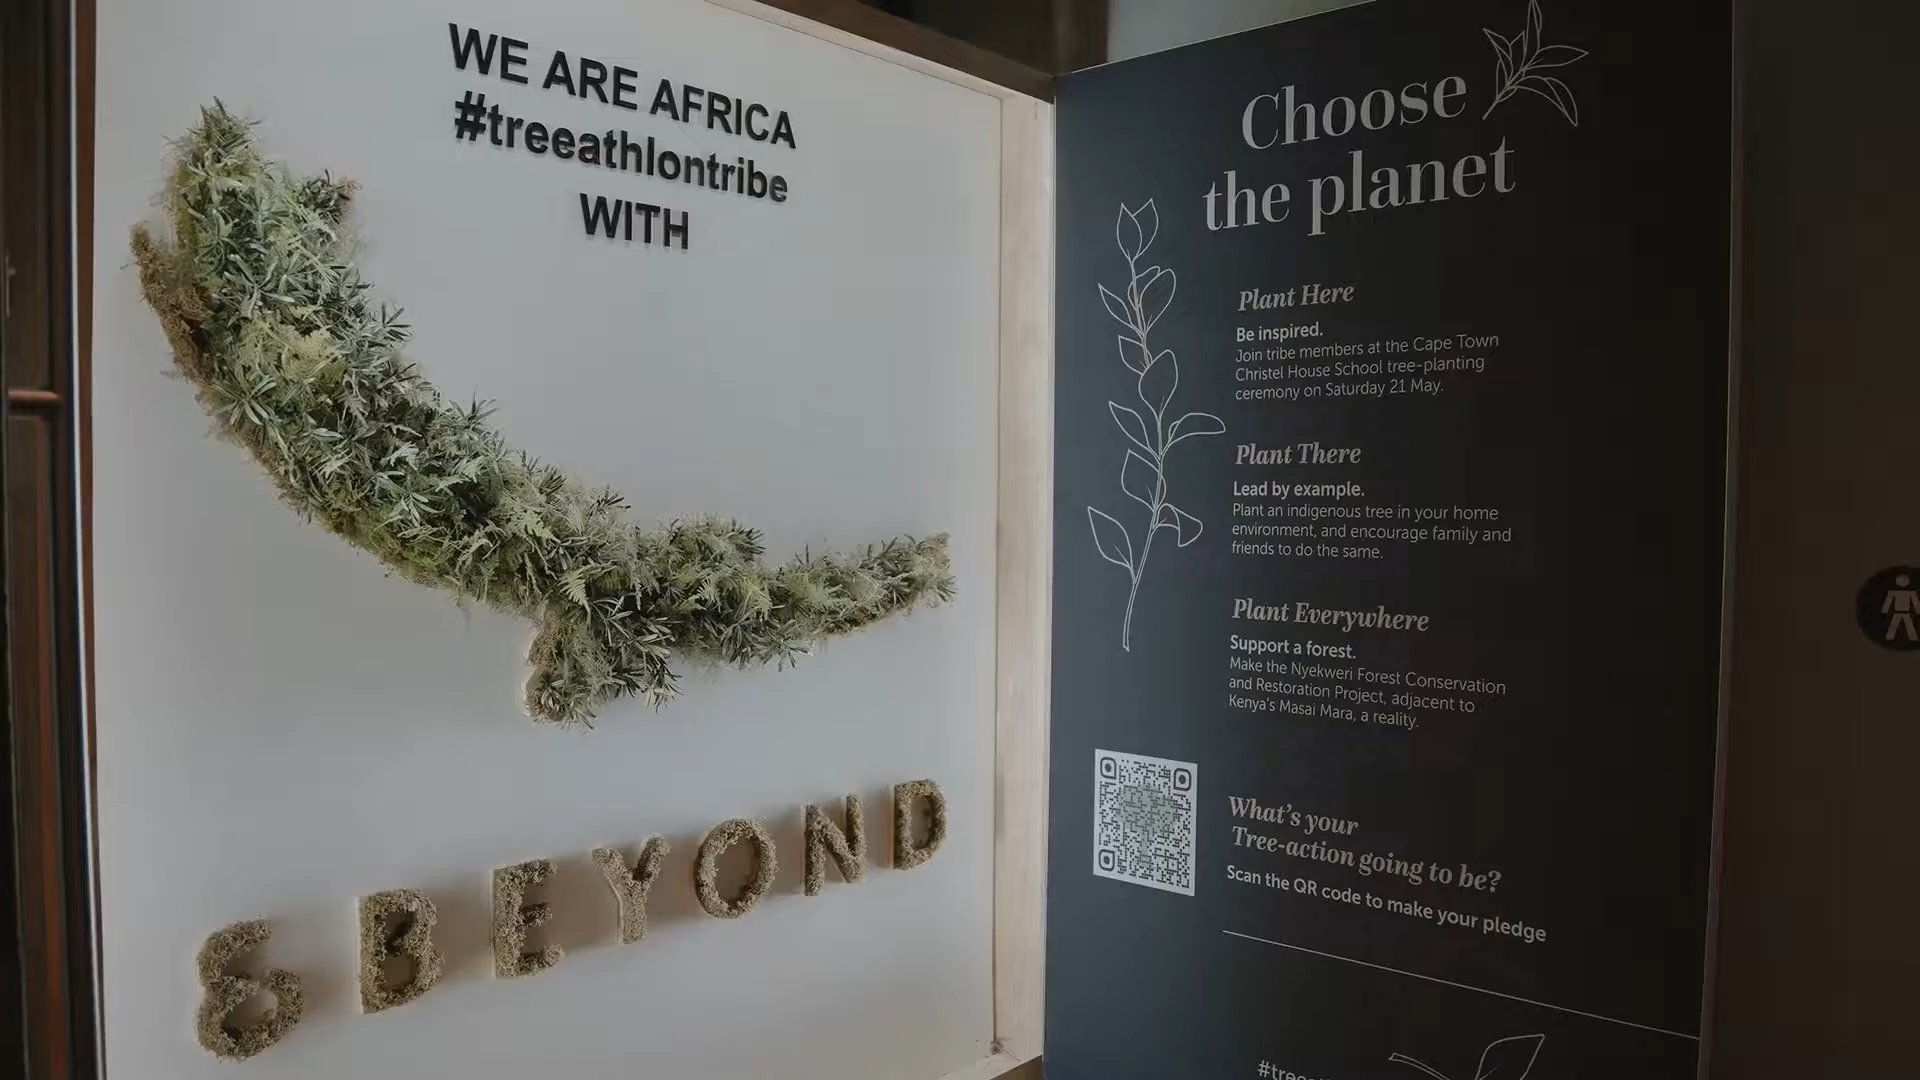 WE ARE AFRICA
#treeathlontribe
WITH
&BEYOND
Choose
the planet
Plant Here
Be inspired.
Join tribe members at the Cape Town
Christel House School tree-planting
ceremony on Saturday 21 May.
Plant There
Lead by example.
Plant an indigenous tree in your home
environment, and encourage family and
friends to do the same.
Plant Everywhere
Support a forest.
Make the Nyekweri Forest Conservation
and Restoration Project, adjacent to
Kenya's Masai Mara, a reality.
What's your
Tree-action going to be?
Scan the QR code to make your pledge